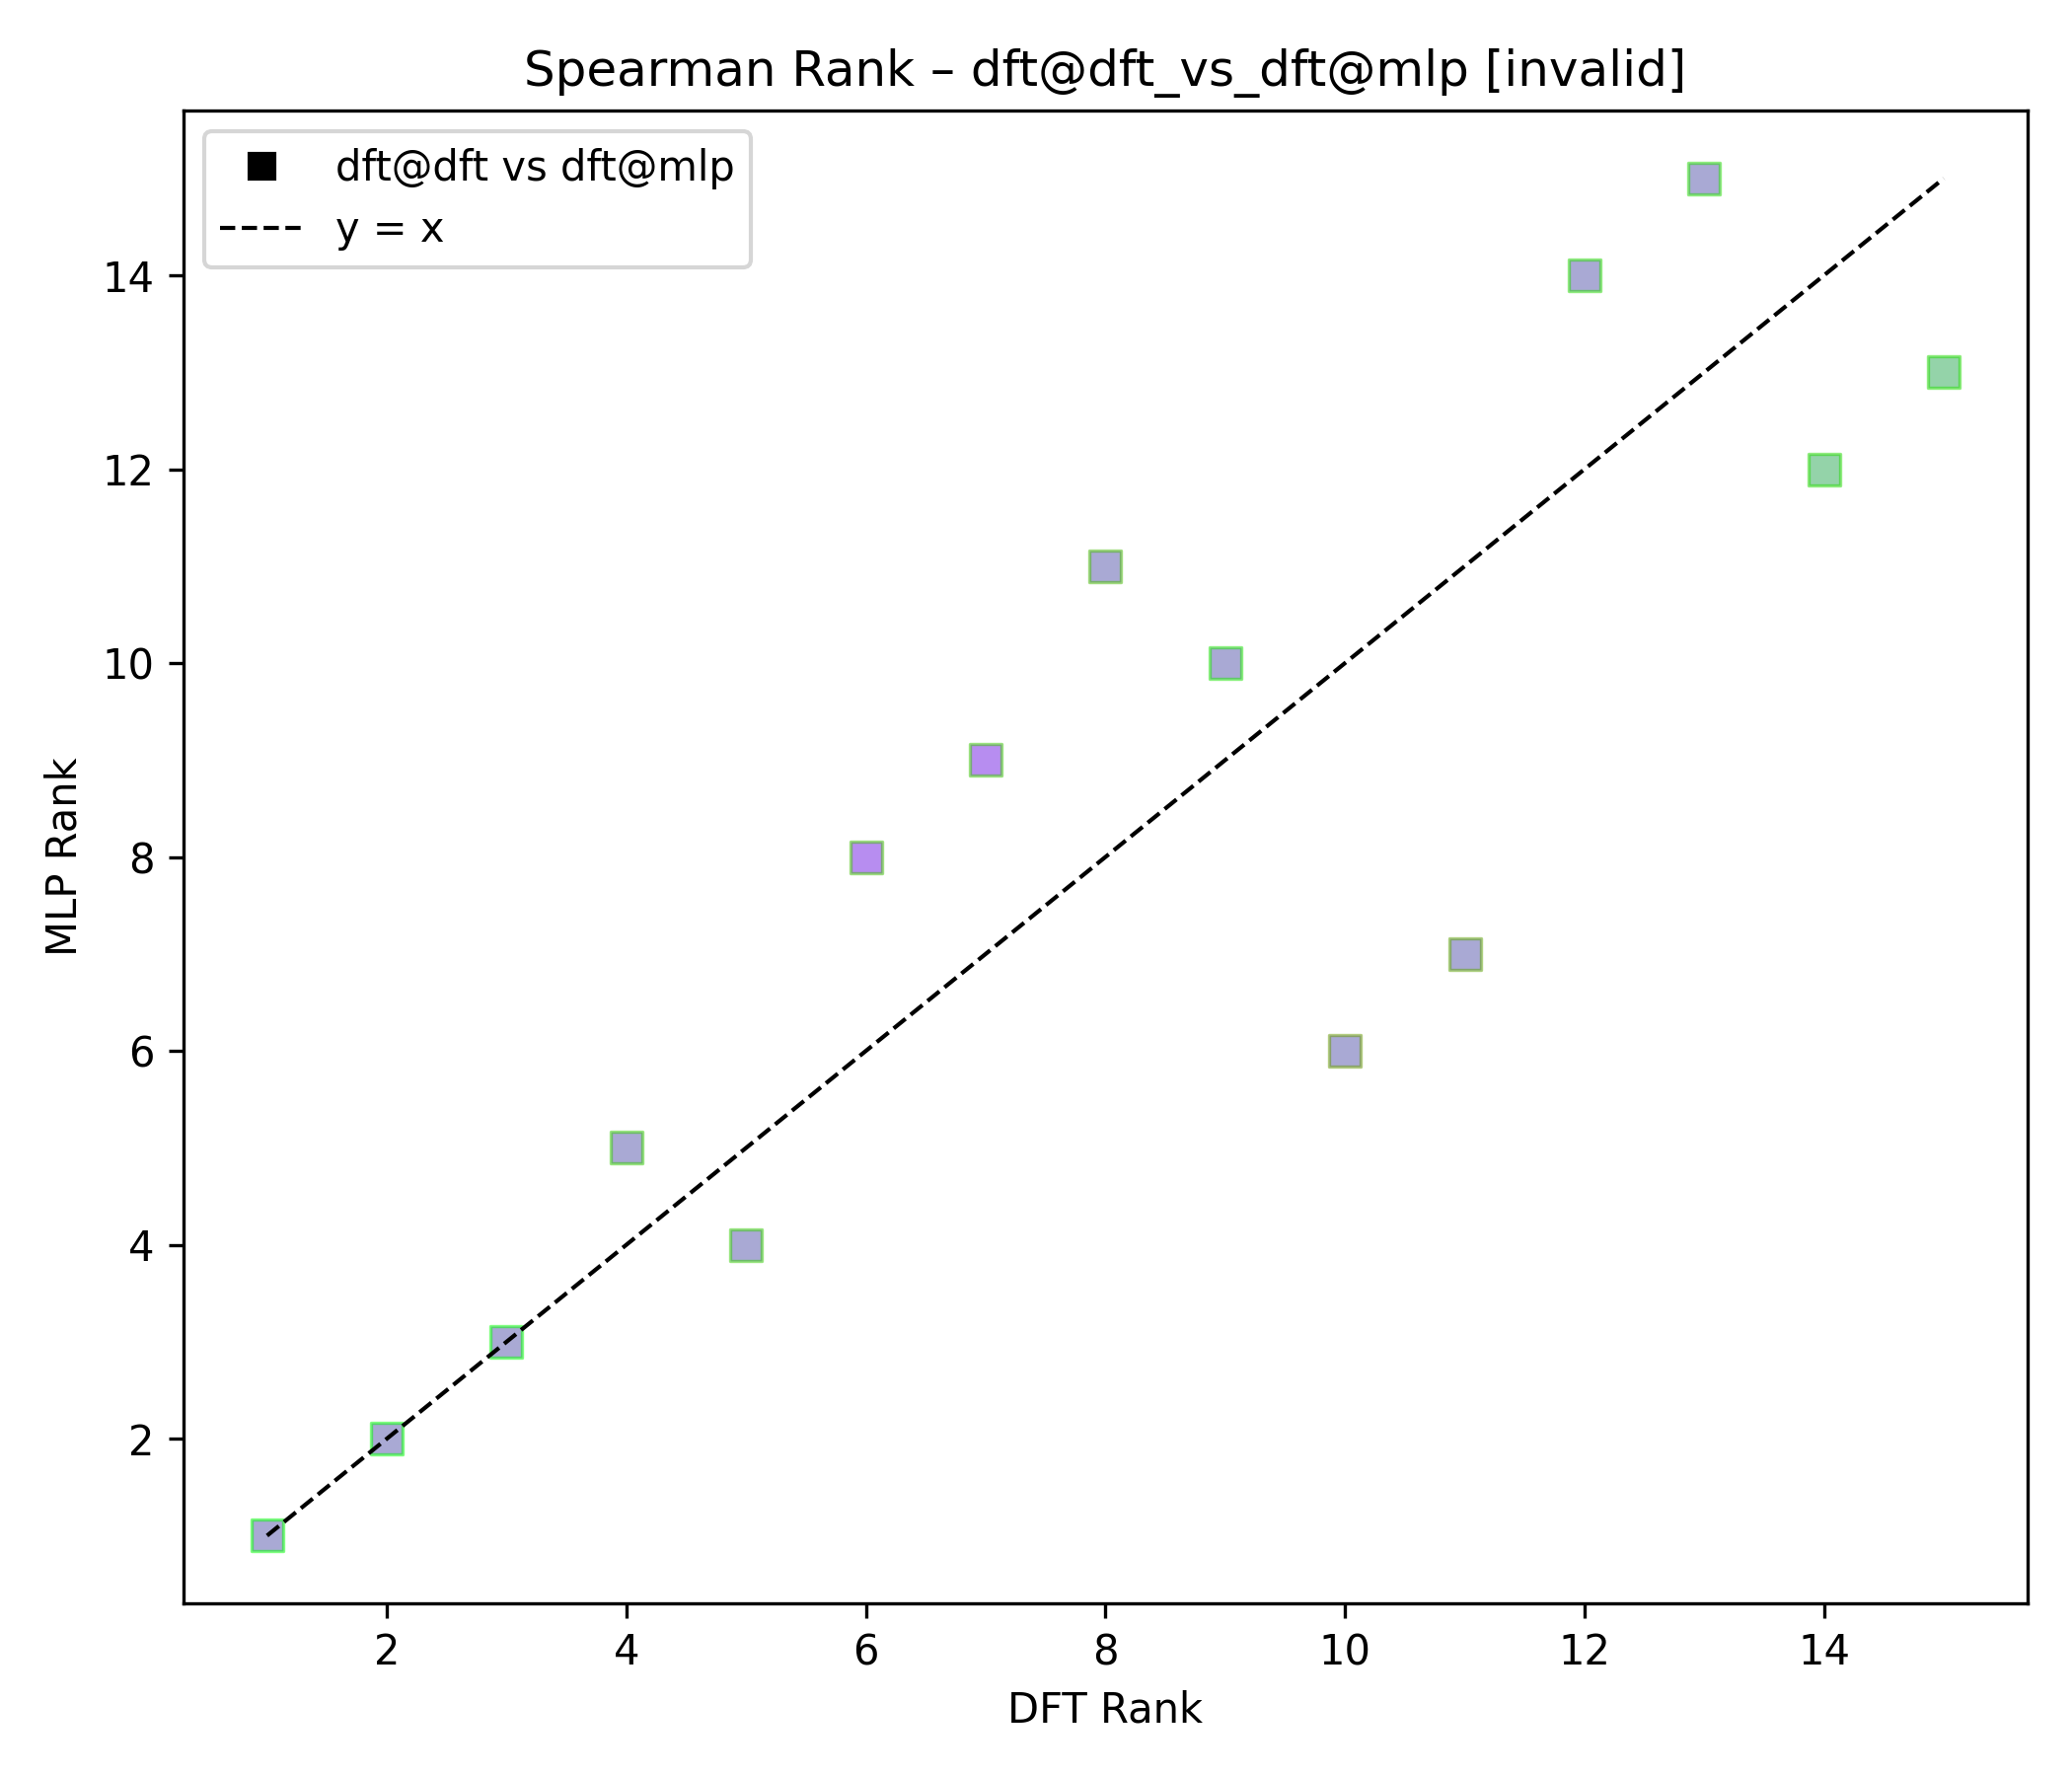 Spearman Rank – dft@dft_vs_dft@mlp [invalid]
dft@dft vs dft@mlp
y = x
14
12
10
8
6
4
2
MLP Rank
2 4 6 8 10 12 14
DFT Rank